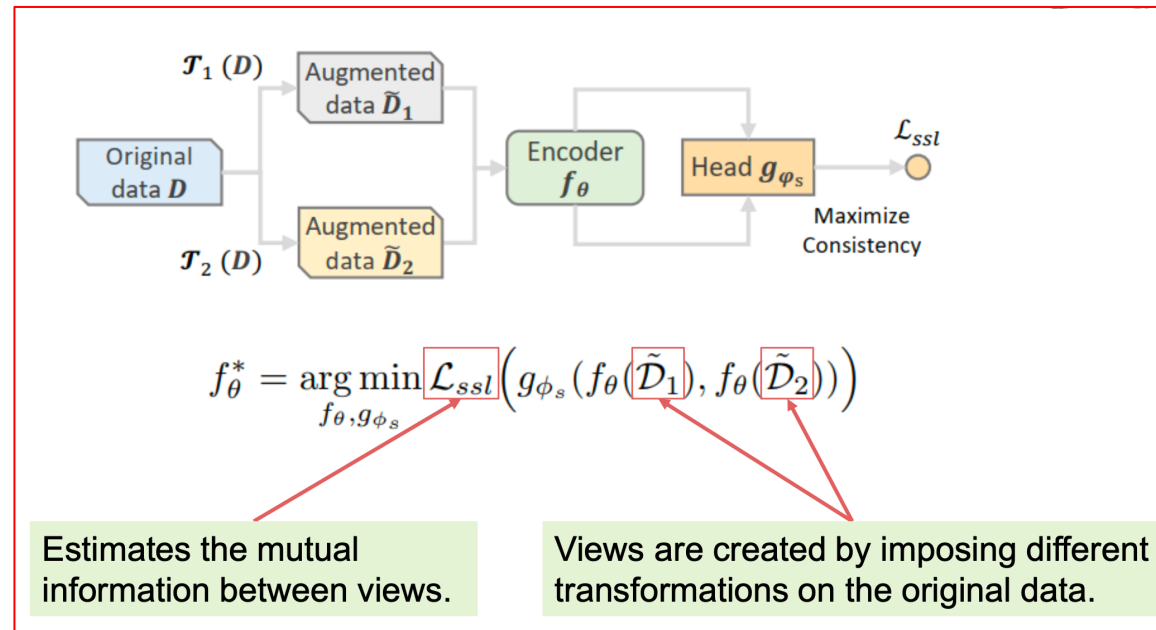 𝓣₁ (D)
Augmented
data D̃₁
Original
data D
Encoder
f_θ
Head g_φₛ
ℒ_ssl
Maximize
Consistency
𝓣₂ (D)
Augmented
data D̃₂
f*_θ = arg min ℒ_ssl(g_ϕₛ(f_θ(𝒟̃₁), f_θ(𝒟̃₂)))
f_θ,g_ϕₛ
Estimates the mutual
information between views.
Views are created by imposing different
transformations on the original data.